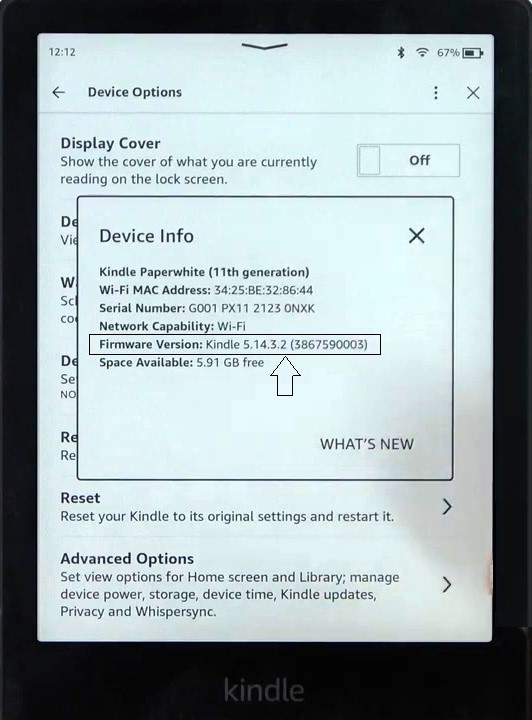 12:12
67%
Device Options
Display Cover
Show the cover of what you are currently
reading on the lock screen.
Off
De
Vie
Device Info
Kindle Paperwhite (11th generation)
Wi-Fi MAC Address: 34:25:BE:32:86:44
Serial Number: G001 PX11 2123 0NXK
Network Capability: Wi-Fi
Firmware Version: Kindle 5.14.3.2 (3867590003)
Space Available: 5.91 GB free
WHAT'S NEW
W
Scl
co
De
Se
NO
Re
Re
Reset
Reset your Kindle to its original settings and restart it.
Advanced Options
Set view options for Home screen and Library; manage
device power, storage, device time, Kindle updates,
Privacy and Whispersync.
kindle